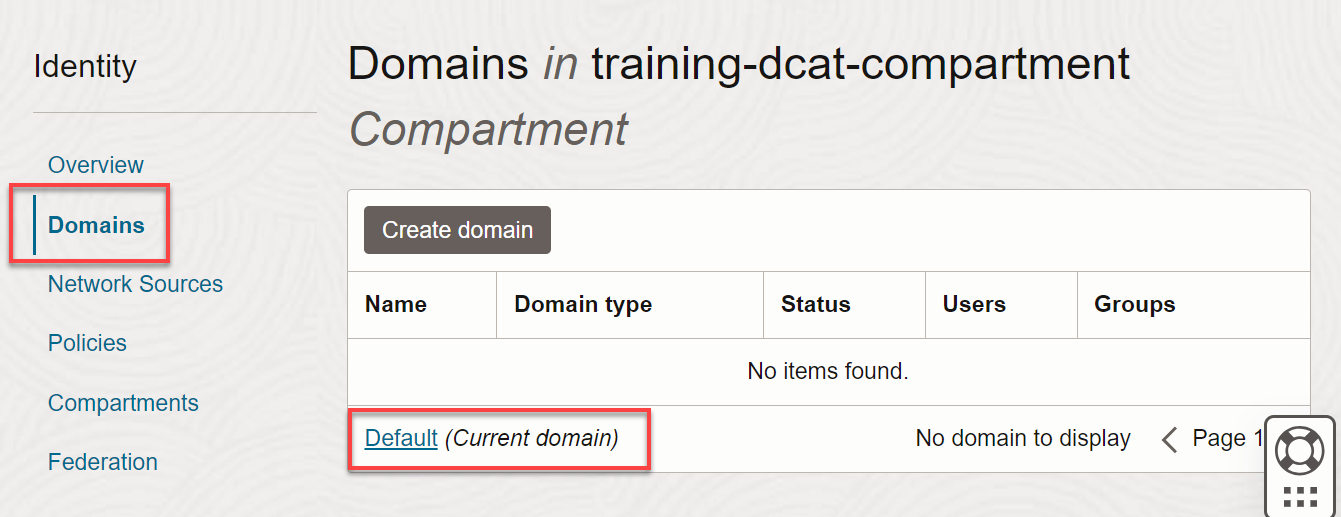 Identity
Overview
Domains
Network Sources
Policies
Compartments
Federation
Domains in training-dcat-compartment
Compartment
Create domain
Name Domain type Status Users Groups
No items found.
Default (Current domain) No domain to display Page 1